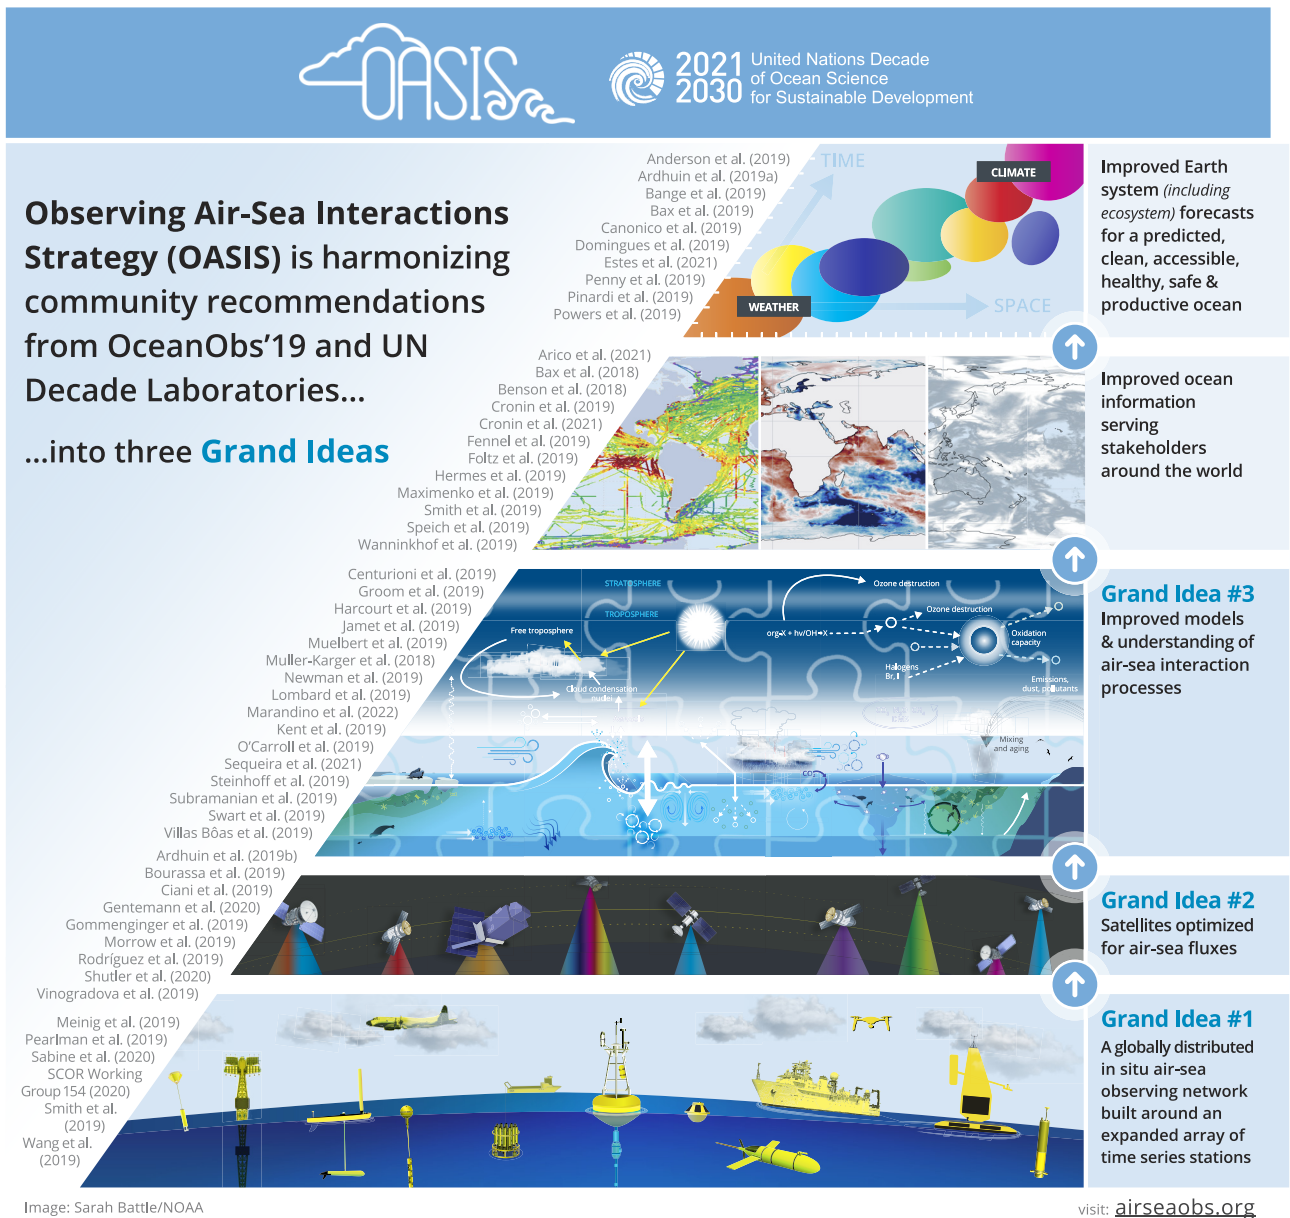 OASIS
2021
2030
United Nations Decade
of Ocean Science
for Sustainable Development
Observing Air-Sea Interactions
Strategy (OASIS) is harmonizing
community recommendations
from OceanObs'19 and UN
Decade Laboratories...
...into three Grand Ideas
Anderson et al. (2019)
Ardhuin et al. (2019a)
Bange et al. (2019)
Bax et al. (2019)
Canonico et al. (2019)
Domingues et al. (2019)
Estes et al. (2021)
Penny et al. (2019)
Pinardi et al. (2019)
Powers et al. (2019)
TIME
CLIMATE
WEATHER
SPACE
Improved Earth
system (including
ecosystem) forecasts
for a predicted,
clean, accessible,
healthy, safe &
productive ocean
Arico et al. (2021)
Bax et al. (2018)
Benson et al. (2018)
Cronin et al. (2019)
Cronin et al. (2021)
Fennel et al. (2019)
Foltz et al. (2019)
Hermes et al. (2019)
Maximenko et al. (2019)
Smith et al. (2019)
Speich et al. (2019)
Wanninkhof et al. (2019)
Improved ocean
information
serving
stakeholders
around the world
Centurioni et al. (2019)
Groom et al. (2019)
Harcourt et al. (2019)
Jamet et al. (2019)
Muelbert et al. (2019)
Muller-Karger et al. (2018)
Newman et al. (2019)
Lombard et al. (2019)
Marandino et al. (2022)
Kent et al. (2019)
O'Carroll et al. (2019)
Sequeira et al. (2021)
Steinhoff et al. (2019)
Subramanian et al. (2019)
Swart et al. (2019)
Villas Bôas et al. (2019)
STRATOSPHERE
TROPOSPHERE
Free troposphere
Cloud condensation
nuclei
Ozone destruction
Ozone destruction
org-X + hv/OH→X
Oxidation
capacity
Halogens
Br, I
Emissions,
dust, pollutants
Mixing
and aging
CO₂
Grand Idea #3
Improved models
& understanding of
air-sea interaction
processes
Ardhuin et al. (2019b)
Bourassa et al. (2019)
Ciani et al. (2019)
Gentemann et al. (2020)
Gommenginger et al. (2019)
Morrow et al. (2019)
Rodríguez et al. (2019)
Shutler et al. (2020)
Vinogradova et al. (2019)
Grand Idea #2
Satellites optimized
for air-sea fluxes
Meinig et al. (2019)
Pearlman et al. (2019)
Sabine et al. (2020)
SCOR Working
Group 154 (2020)
Smith et al.
(2019)
Wang et al.
(2019)
Grand Idea #1
A globally distributed
in situ air-sea
observing network
built around an
expanded array of
time series stations
Image: Sarah Battle/NOAA
visit: airseaobs.org